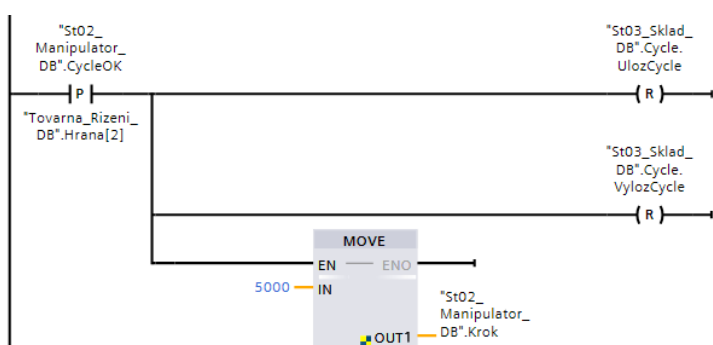 "St02_
Manipulator_
DB".CycleOK
P
"Tovarna_Rizeni_
DB".Hrana[2]
"St03_Sklad_
DB".Cycle.
UlozCycle
R
"St03_Sklad_
DB".Cycle.
VylozCycle
R
MOVE
EN ENO
5000 IN
OUT1
"St02_
Manipulator_
DB".Krok